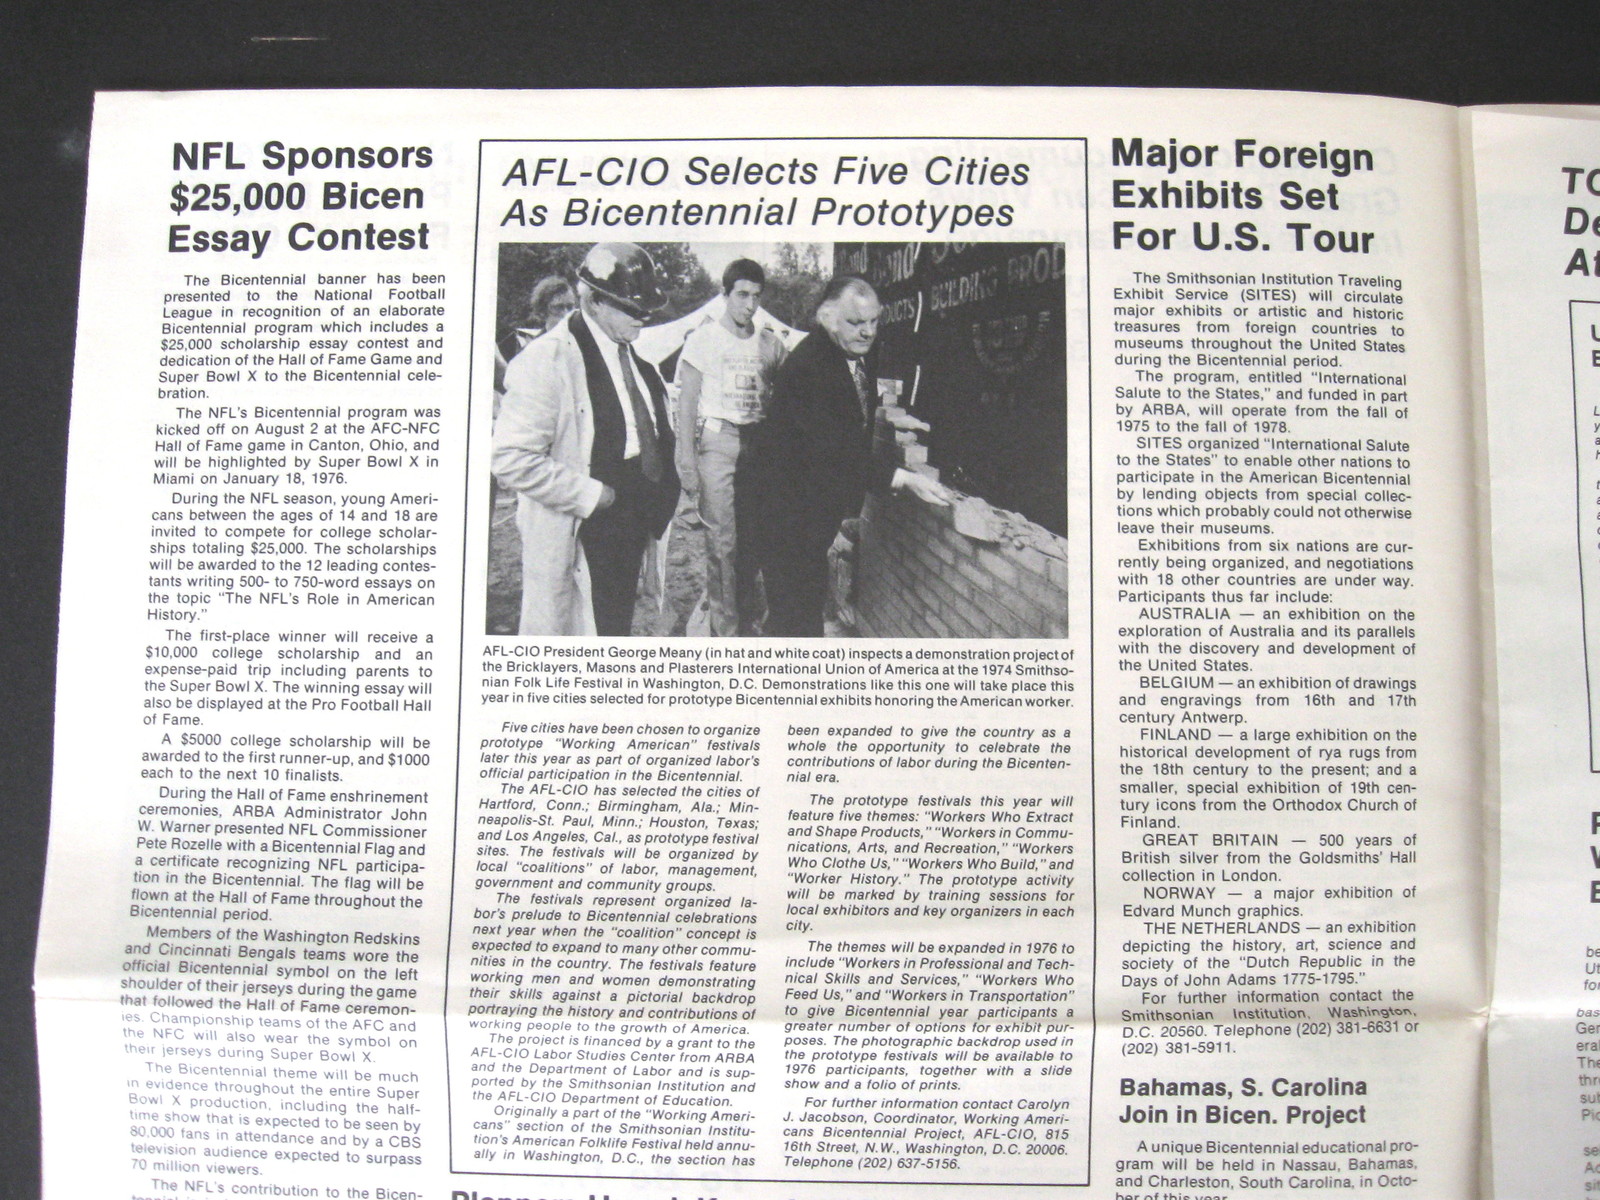 NFL Sponsors
$25,000 Bicen
Essay Contest
The Bicentennial banner has been
presented to the National Football
League in recognition of an elaborate
Bicentennial program which includes a
$25,000 scholarship essay contest and
dedication of the Hall of Fame Game and
Super Bowl X to the Bicentennial cele-
bration.
The NFL's Bicentennial program was
kicked off on August 2 at the AFC-NFC
Hall of Fame game in Canton, Ohio, and
will be highlighted by Super Bowl X in
Miami on January 18, 1976.
During the NFL season, young Ameri-
cans between the ages of 14 and 18 are
invited to compete for college scholar-
ships totaling $25,000. The scholarships
will be awarded to the 12 leading contes-
tants writing 500- to 750-word essays on
the topic "The NFL's Role in American
History."
The first-place winner will receive a
$10,000 college scholarship and an
expense-paid trip including parents to
the Super Bowl X. The winning essay will
also be displayed at the Pro Football Hall
of Fame.
A $5000 college scholarship will be
awarded to the first runner-up, and $1000
each to the next 10 finalists.
During the Hall of Fame enshrinement
ceremonies, ARBA Administrator John
W. Warner presented NFL Commissioner
Pete Rozelle with a Bicentennial Flag and
a certificate recognizing NFL participa-
tion in the Bicentennial. The flag will be
flown at the Hall of Fame throughout the
Bicentennial period.
Members of the Washington Redskins
and Cincinnati Bengals teams wore the
official Bicentennial symbol on the left
shoulder of their jerseys during the game
that followed the Hall of Fame ceremon-
ies. Championship teams of the AFC and
the NFC will also wear the symbol on
their jerseys during Super Bowl X.
The Bicentennial theme will be much
in evidence throughout the entire Super
Bowl X production, including the half-
time show that is expected to be seen by
80,000 fans in attendance and by a CBS
television audience expected to surpass
70 million viewers.
The NFL's contribution to the Bicen-
AFL-CIO Selects Five Cities
As Bicentennial Prototypes
BUILDING PROD
AFL-CIO President George Meany (in hat and white coat) inspects a demonstration project of
the Bricklayers, Masons and Plasterers International Union of America at the 1974 Smithso-
nian Folk Life Festival in Washington, D.C. Demonstrations like this one will take place this
year in five cities selected for prototype Bicentennial exhibits honoring the American worker.
Five cities have been chosen to organize
prototype "Working American" festivals
later this year as part of organized labor's
official participation in the Bicentennial.
The AFL-CIO has selected the cities of
Hartford, Conn.; Birmingham, Ala.; Min-
neapolis-St. Paul, Minn.; Houston, Texas;
and Los Angeles, Cal., as prototype festival
sites. The festivals will be organized by
local "coalitions" of labor, management,
government and community groups.
The festivals represent organized la-
bor's prelude to Bicentennial celebrations
next year when the "coalition" concept is
expected to expand to many other commu-
nities in the country. The festivals feature
working men and women demonstrating
their skills against a pictorial backdrop
portraying the history and contributions of
working people to the growth of America.
The project is financed by a grant to the
AFL-CIO Labor Studies Center from ARBA
and the Department of Labor and is sup-
ported by the Smithsonian Institution and
the AFL-CIO Department of Education.
Originally a part of the "Working Ameri-
cans" section of the Smithsonian Institu-
tion's American Folklife Festival held annu-
ally in Washington, D.C., the section has
been expanded to give the country as a
whole the opportunity to celebrate the
contributions of labor during the Bicenten-
nial era.
The prototype festivals this year will
feature five themes: "Workers Who Extract
and Shape Products," "Workers in Commu-
nications, Arts, and Recreation," "Workers
Who Clothe Us," "Workers Who Build," and
"Worker History." The prototype activity
will be marked by training sessions for
local exhibitors and key organizers in each
city.
The themes will be expanded in 1976 to
include "Workers in Professional and Tech-
nical Skills and Services," "Workers Who
Feed Us," and "Workers in Transportation"
to give Bicentennial year participants a
greater number of options for exhibit pur-
poses. The photographic backdrop used in
the prototype festivals will be available to
1976 participants, together with a slide
show and a folio of prints.
For further information contact Carolyn
J. Jacobson, Coordinator, Working Ameri-
cans Bicentennial Project, AFL-CIO, 815
16th Street, N.W., Washington, D.C. 20006.
Telephone (202) 637-5156.
Major Foreign
Exhibits Set
For U.S. Tour
The Smithsonian Institution Traveling
Exhibit Service (SITES) will circulate
major exhibits or artistic and historic
treasures from foreign countries to
museums throughout the United States
during the Bicentennial period.
The program, entitled "International
Salute to the States," and funded in part
by ARBA, will operate from the fall of
1975 to the fall of 1978.
SITES organized "International Salute
to the States" to enable other nations to
participate in the American Bicentennial
by lending objects from special collec-
tions which probably could not otherwise
leave their museums.
Exhibitions from six nations are cur-
rently being organized, and negotiations
with 18 other countries are under way.
Participants thus far include:
AUSTRALIA — an exhibition on the
exploration of Australia and its parallels
with the discovery and development of
the United States.
BELGIUM — an exhibition of drawings
and engravings from 16th and 17th
century Antwerp.
FINLAND — a large exhibition on the
historical development of rya rugs from
the 18th century to the present; and a
smaller, special exhibition of 19th cen-
tury icons from the Orthodox Church of
Finland.
GREAT BRITAIN — 500 years of
British silver from the Goldsmiths' Hall
collection in London.
NORWAY — a major exhibition of
Edvard Munch graphics.
THE NETHERLANDS — an exhibition
depicting the history, art, science and
society of the "Dutch Republic in the
Days of John Adams 1775-1795."
For further information contact the
Smithsonian Institution, Washington,
D.C. 20560. Telephone (202) 381-6631 or
(202) 381-5911.
Bahamas, S. Carolina
Join in Bicen. Project
A unique Bicentennial educational pro-
gram will be held in Nassau, Bahamas,
and Charleston, South Carolina, in Octo-
ber of this year.